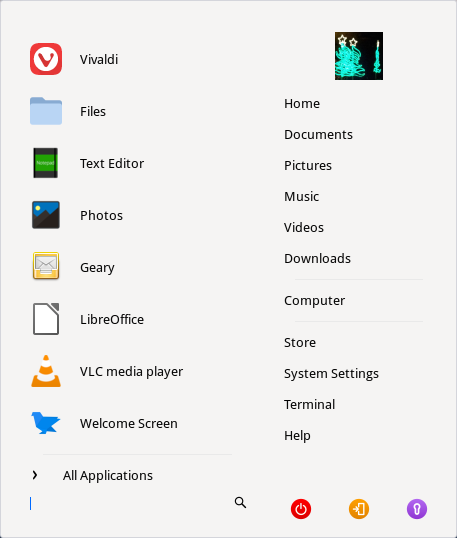 Vivaldi
Files
Text Editor
Photos
Geary
LibreOffice
VLC media player
Welcome Screen
All Applications
Home
Documents
Pictures
Music
Videos
Downloads
Computer
Store
System Settings
Terminal
Help